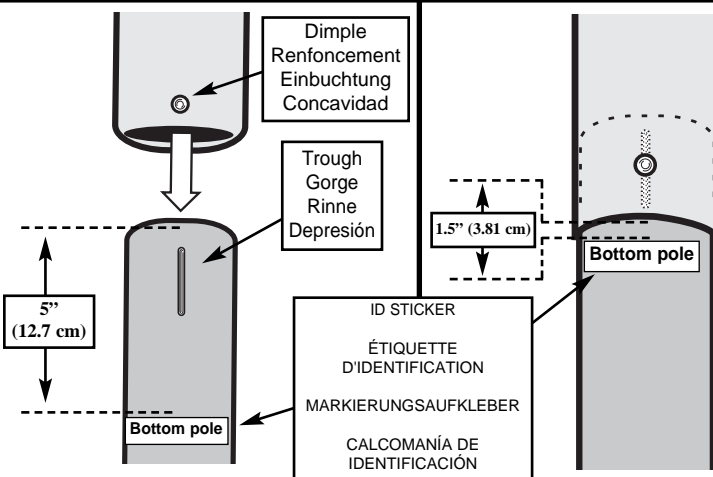 Dimple
Renfoncement
Einbuchtung
Concavidad
Trough
Gorge
Rinne
Depresión
5”
(12.7 cm)
Bottom pole
1.5” (3.81 cm)
Bottom pole
ID STICKER
ÉTIQUETTE
D'IDENTIFICATION
MARKIERUNGSAUFKLEBER
CALCOMANÍA DE
IDENTIFICACIÓN